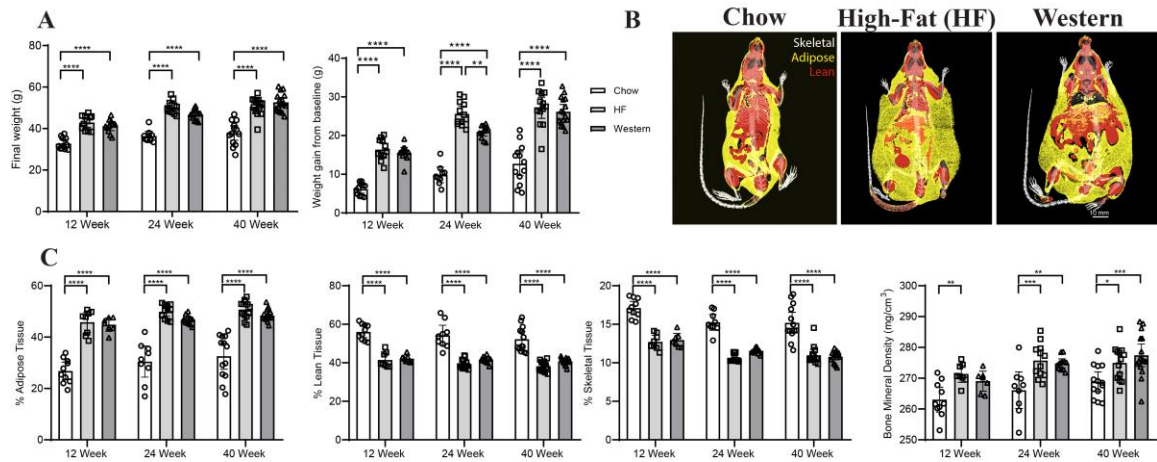 A
Final weight (g)
80
60
40
20
0
****
****
****
****
****
****
12 Week
24 Week
40 Week
Weight gain from baseline (g)
50
40
30
20
10
0
****
****
****
****
**
****
****
12 Week
24 Week
40 Week
Chow
HF
Western
B
Chow
High-Fat (HF)
Western
Skeletal
Adipose
Lean
10 mm
C
% Adipose Tissue
60
40
20
0
****
****
****
****
****
****
12 Week
24 Week
40 Week
% Lean Tissue
80
60
40
20
0
****
****
****
****
****
****
12 Week
24 Week
40 Week
% Skeletal Tissue
20
15
10
5
0
****
****
****
****
****
****
12 Week
24 Week
40 Week
Bone Mineral Density (mg/cm³)
300
290
280
270
260
250
**
**
***
***
*
12 Week
24 Week
40 Week